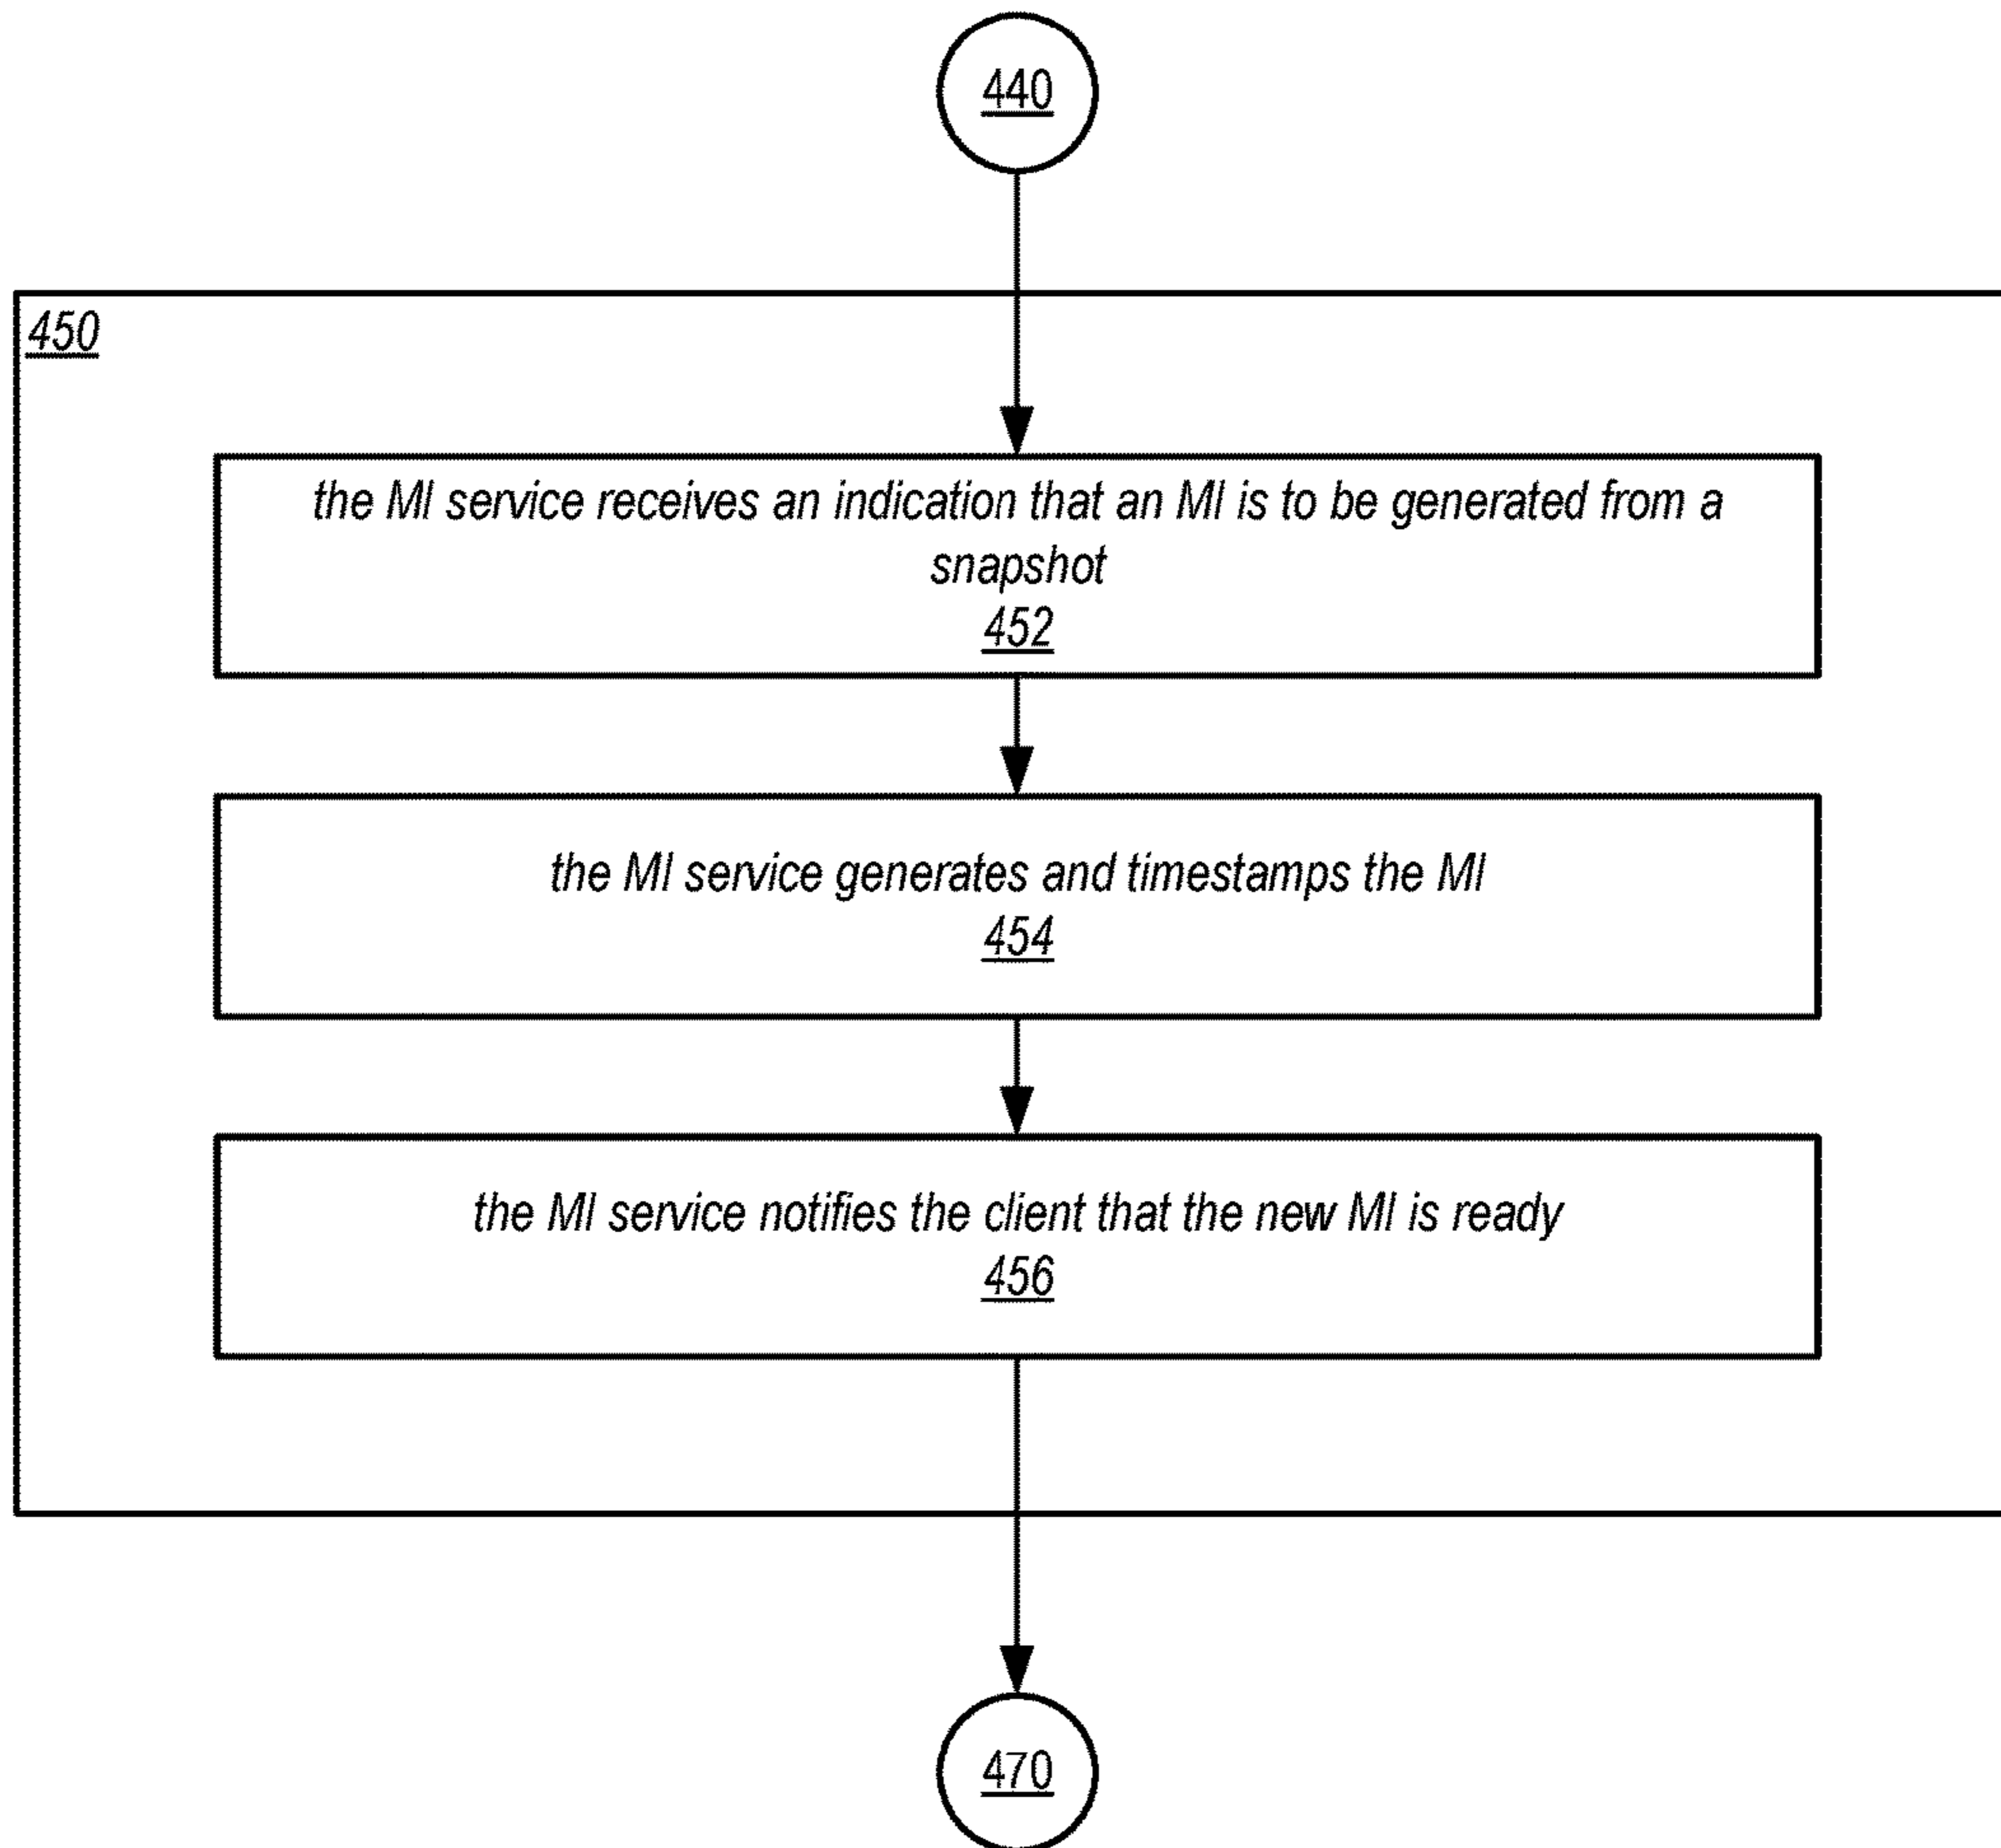 440
450
the MI service receives an indication that an MI is to be generated from a
snapshot
452
the MI service generates and timestamps the MI
454
the MI service notifies the client that the new MI is ready
456
470